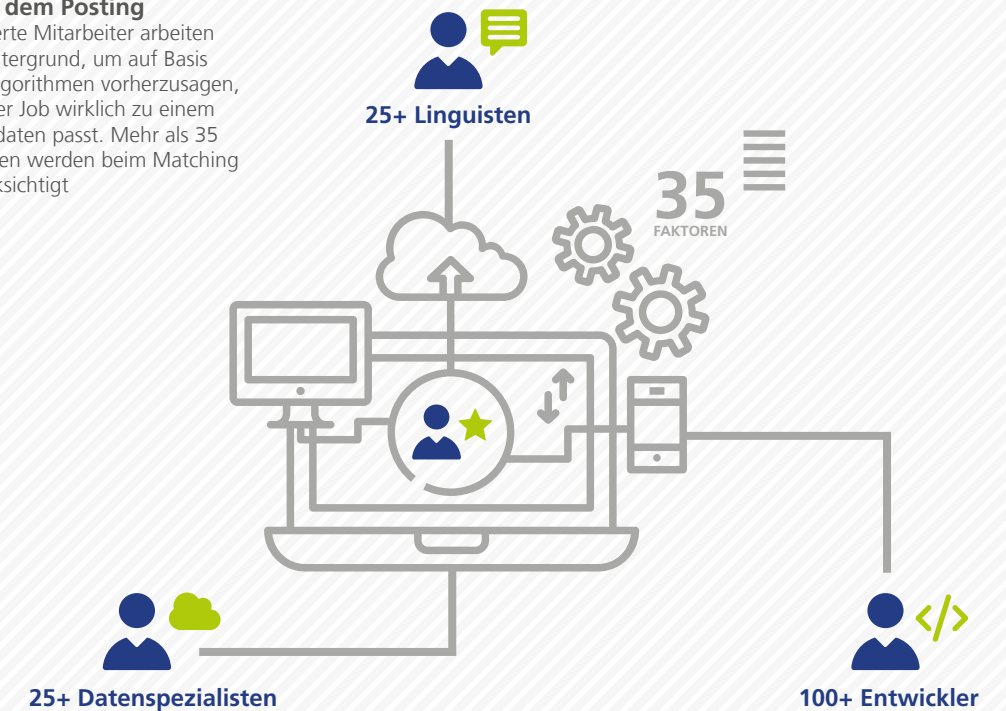 dem Posting
erte Mitarbeiter arbeiten
tergrund, um auf Basis
gorithmen vorherzusagen,
er Job wirklich zu einem
daten passt. Mehr als 35
en werden beim Matching
ksichtigt
25+ Linguisten
35
FAKTOREN
</>
25+ Datenspezialisten
100+ Entwickler